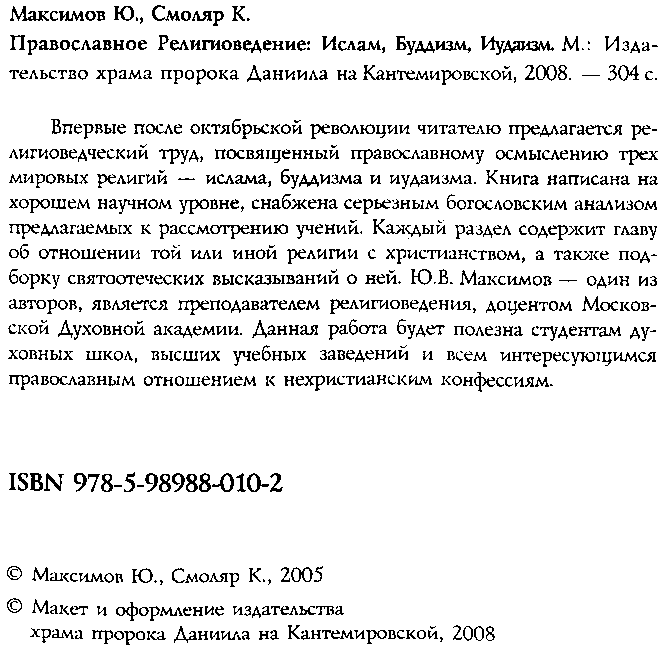 Максимов Ю., Смоляр К.
Православное Религиоведение: Ислам, Буддизм, Иудаизм. М.: Изда-
тельство храма пророка Даниила на Кантемировской, 2008. — 304 с.
Впервые после октябрьской революции читателю предлагается ре-
лигиоведческий труд, посвященный православному осмыслению трех
мировых религий — ислама, буддизма и иудаизма. Книга написана на
хорошем научном уровне, снабжена серьезным богословским анализом
предлагаемых к рассмотрению учений. Каждый раздел содержит главу
об отношении той или иной религии с христианством, а также под-
борку святоотеческих высказываний о ней. Ю.В. Максимов — один из
авторов, является преподавателем религиоведения, доцентом Москов-
ской Духовной академии. Данная работа будет полезна студентам ду-
ховных школ, высших учебных заведений и всем интересующимся
православным отношением к нехристианским конфессиям.
ISBN 978-5-98988-010-2
© Максимов Ю., Смоляр К., 2005
© Макет и оформление издательства
храма пророка Даниила на Кантемировской, 2008